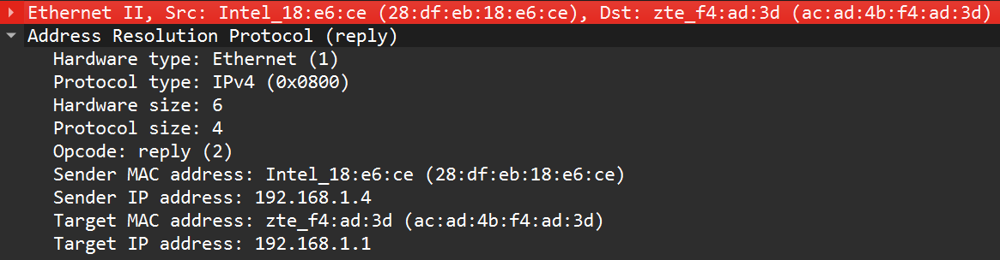 Ethernet II, Src: Intel_18:e6:ce (28:df:eb:18:e6:ce), Dst: zte_f4:ad:3d (ac:ad:4b:f4:ad:3d)
Address Resolution Protocol (reply)
Hardware type: Ethernet (1)
Protocol type: IPv4 (0x0800)
Hardware size: 6
Protocol size: 4
Opcode: reply (2)
Sender MAC address: Intel_18:e6:ce (28:df:eb:18:e6:ce)
Sender IP address: 192.168.1.4
Target MAC address: zte_f4:ad:3d (ac:ad:4b:f4:ad:3d)
Target IP address: 192.168.1.1